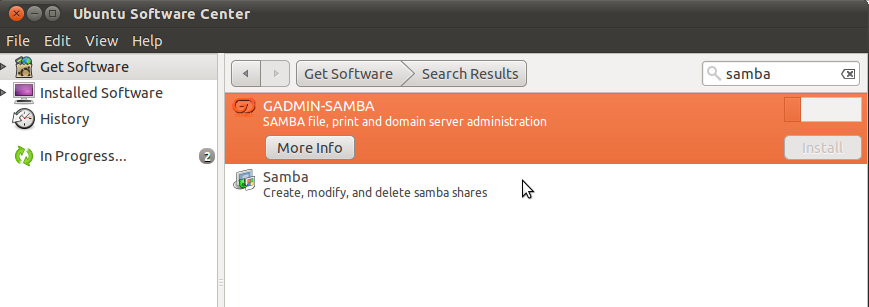 Ubuntu Software Center
File Edit View Help
Get Software
Installed Software
History
In Progress... 2
Get Software Search Results
samba
GADMIN-SAMBA
SAMBA file, print and domain server administration
More Info Install
Samba
Create, modify, and delete samba shares